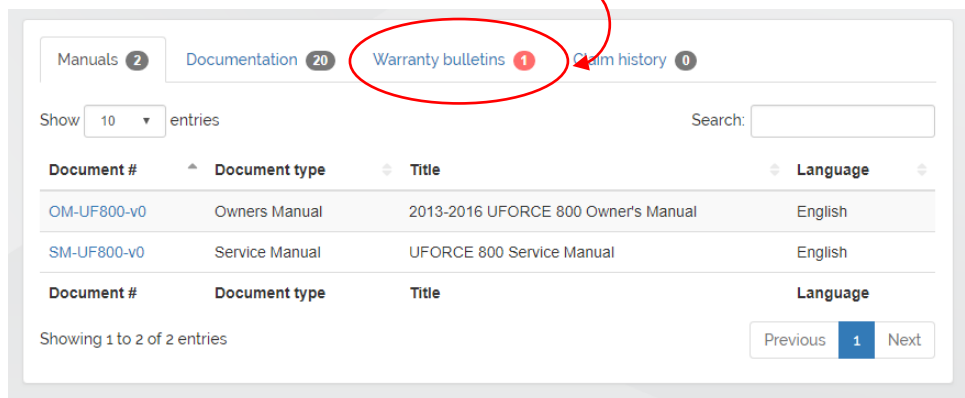 Manuals 2 Documentation 20 Warranty bulletins 1 Claim history 0
Show 10 entries Search:
Document # Document type Title Language
OM-UF800-v0 Owners Manual 2013-2016 UFORCE 800 Owner's Manual English
SM-UF800-v0 Service Manual UFORCE 800 Service Manual English
Document # Document type Title Language
Showing 1 to 2 of 2 entries Previous 1 Next